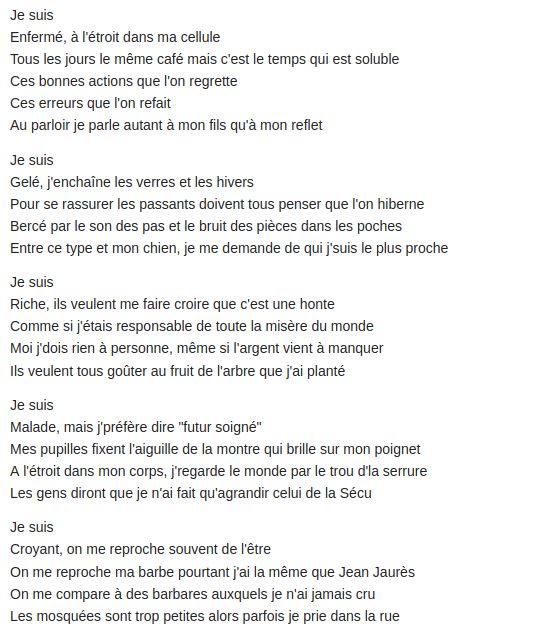 Je suis
Enfermé, à l'étroit dans ma cellule
Tous les jours le même café mais c'est le temps qui est soluble
Ces bonnes actions que l'on regrette
Ces erreurs que l'on refait
Au parloir je parle autant à mon fils qu'à mon reflet

Je suis
Gelé, j'enchaîne les verres et les hivers
Pour se rassurer les passants doivent tous penser que l'on hiberne
Bercé par le son des pas et le bruit des pièces dans les poches
Entre ce type et mon chien, je me demande de qui j'suis le plus proche

Je suis
Riche, ils veulent me faire croire que c'est une honte
Comme si j'étais responsable de toute la misère du monde
Moi j'dois rien à personne, même si l'argent vient à manquer
Ils veulent tous goûter au fruit de l'arbre que j'ai planté

Je suis
Malade, mais j'préfère dire "futur soigné"
Mes pupilles fixent l'aiguille de la montre qui brille sur mon poignet
A l'étroit dans mon corps, j'regarde le monde par le trou d'la serrure
Les gens diront que je n'ai fait qu'agrandir celui de la Sécu

Je suis
Croyant, on me reproche souvent de l'être
On me reproche ma barbe pourtant j'ai la même que Jean Jaurès
On me compare à des barbares auxquels je n'ai jamais cru
Les mosquées sont trop petites alors parfois je prie dans la rue